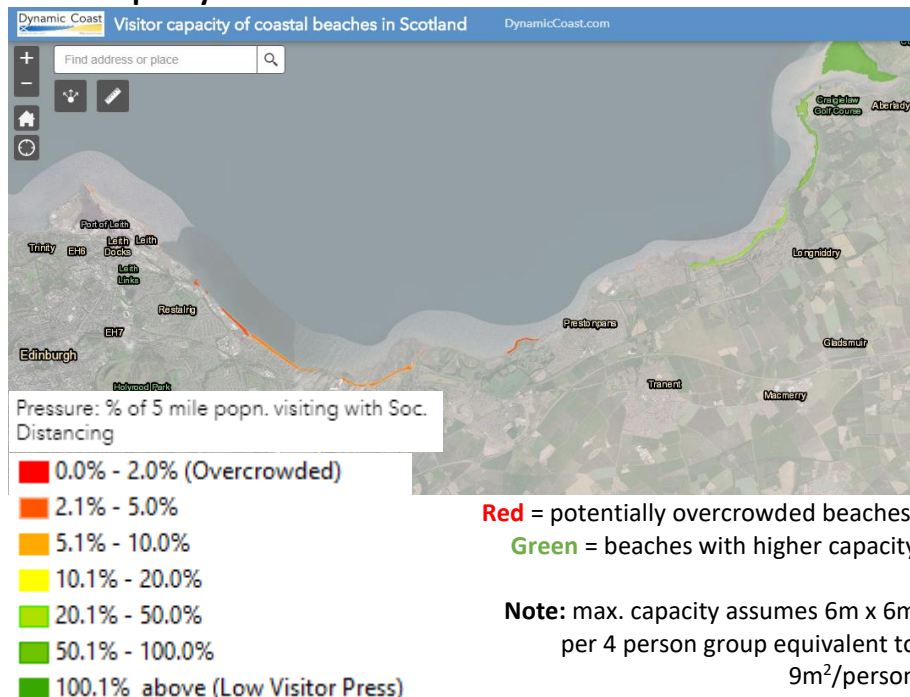 Dynamic Coast
Visitor capacity of coastal beaches in Scotland
DynamicCoast.com
+
Find address or place
−
Craigielaw
Golf Course
Aberlady
Port of Leith
Leith
Docks
Leith
Trinity
EH6
Leith
Links
Longniddry
Restalrig
Prestonpans
EH7
Gladsmuir
Edinburgh
Tranent
Holyrood Park
Macmerry
Pressure: % of 5 mile popn. visiting with Soc.
Distancing
0.0% - 2.0% (Overcrowded)
2.1% - 5.0%
5.1% - 10.0%
10.1% - 20.0%
20.1% - 50.0%
50.1% - 100.0%
100.1% above (Low Visitor Press)
Red = potentially overcrowded beaches
Green = beaches with higher capacity
Note: max. capacity assumes 6m x 6m
per 4 person group equivalent to
9m²/person